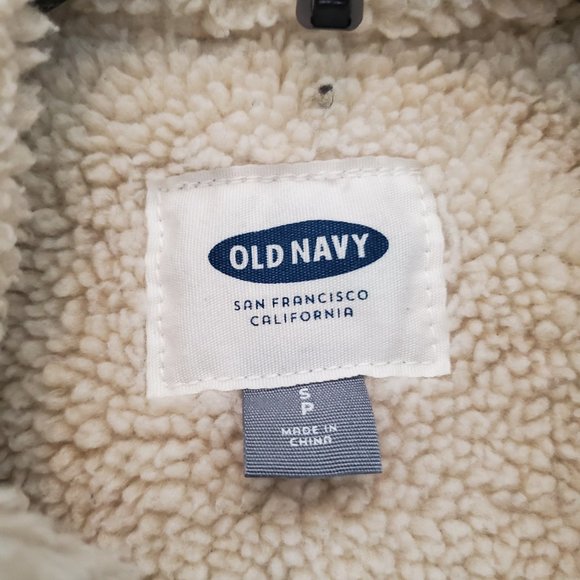 OLD NAVY
SAN FRANCISCO
CALIFORNIA
S
P
MADE IN
CHINA